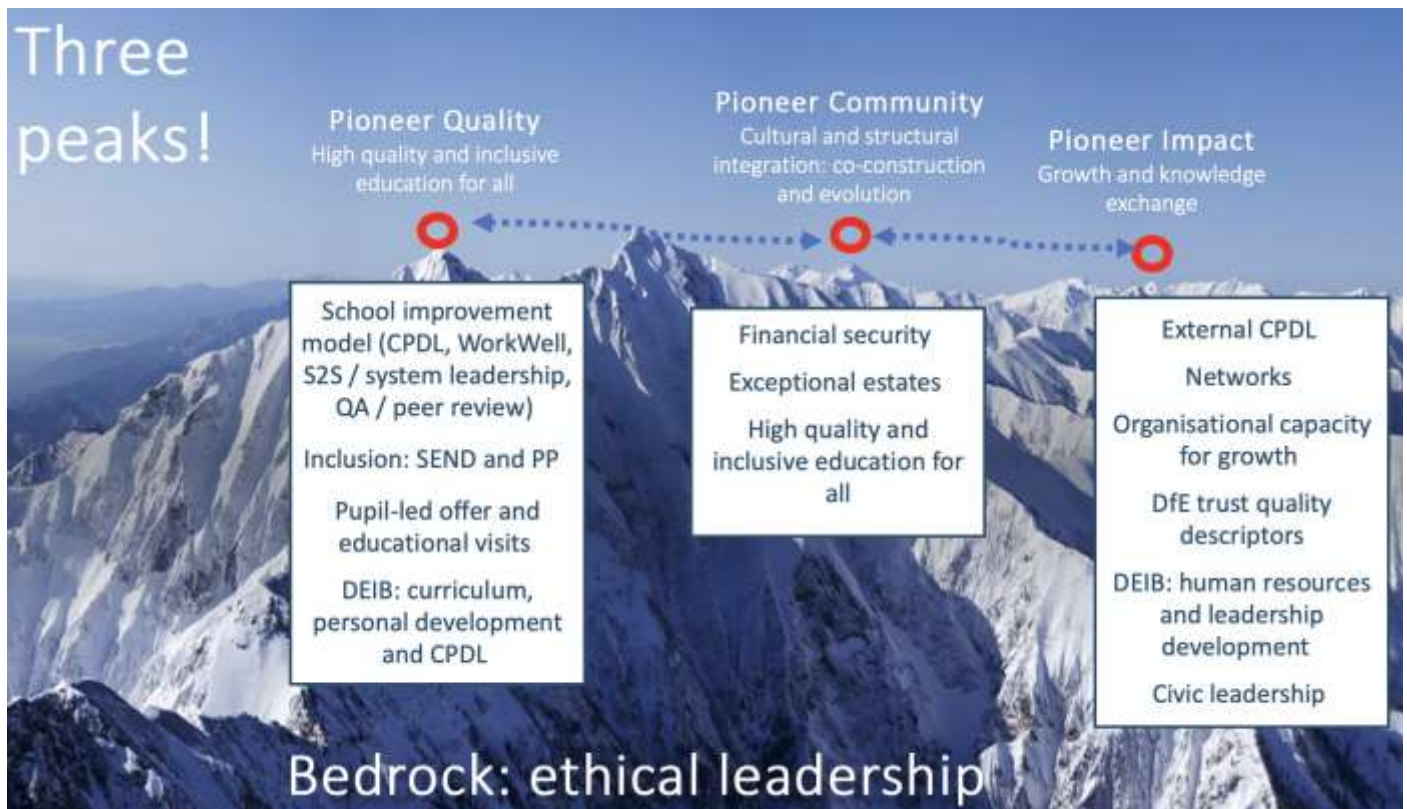 Three
peaks!
Pioneer Quality
High quality and inclusive
education for all
Pioneer Community
Cultural and structural
integration: co-construction
and evolution
Pioneer Impact
Growth and knowledge
exchange
School improvement
model (CPDL, WorkWell,
S2S / system leadership,
QA / peer review)
Inclusion: SEND and PP
Pupil-led offer and
educational visits
DEIB: curriculum,
personal development
and CPDL
Financial security
Exceptional estates
High quality and
inclusive education for
all
External CPDL
Networks
Organisational capacity
for growth
DfE trust quality
descriptors
DEIB: human resources
and leadership
development
Civic leadership
Bedrock: ethical leadership